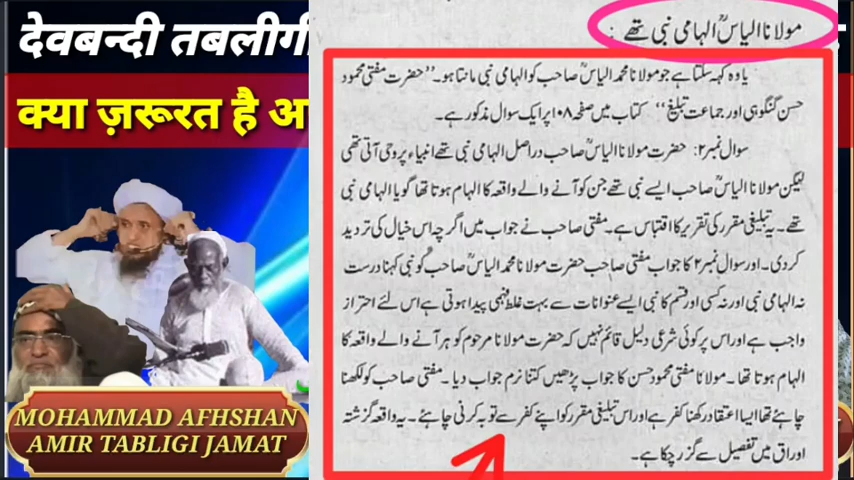 देवबन्दी तबलीगी
क्या ज़रूरत है अ
MOHAMMAD AFHSHAN
AMIR TABLIGI JAMAT
مولانا الیاسؒ الہامی نبی تھے :
یا وہ کہہ سکتا ہے جو مولانا محمد الیاسؒ صاحب کو الہامی نبی مانتا ہو۔ "حضرت مفتی محمود
حسن گنگوہی اور جماعت تبلیغ" کتاب میں صفحہ ۱۰۸ پر ایک سوال مذکور ہے۔
سوال نمبر ۲: حضرت مولانا الیاسؒ صاحب دراصل الہامی نبی تھے انبیاء پر وحی آتی تھی
لیکن مولانا الیاسؒ صاحب ایسے نبی تھے جن کو آنے والے واقعہ کا الہام ہوتا تھا گویا الہامی نبی
تھے۔ یہ تبلیغی مقرر کی تقریر کا اقتباس ہے۔ مفتی صاحب نے جواب میں اگرچہ اس خیال کی تردید
کردی۔ اور سوال نمبر ۲ کا جواب مفتی صاحب حضرت مولانا محمد الیاسؒ صاحب کو نبی کہنا درست
نہ الہامی نبی اور نہ کسی اور قسم کا نبی ایسے عنوانات سے بہت غلط فہمی پیدا ہوتی ہے اس لئے احتراز
واجب ہے اور اس پر کوئی شرعی دلیل قائم نہیں کہ حضرت مولانا مرحوم کو ہر آنے والے واقعہ کا
الہام ہوتا تھا۔ مولانا مفتی محمود حسن کا جواب پڑھیں کتنا نرم جواب دیا۔ مفتی صاحب کو لکھنا
چاہئے تھا ایسا اعتقاد رکھنا کفر ہے اور اس تبلیغی مقرر کو اپنے کفر سے توبہ کرنی چاہئے۔ یہ واقعہ گزشتہ
اوراق میں تفصیل سے گزر چکا ہے۔